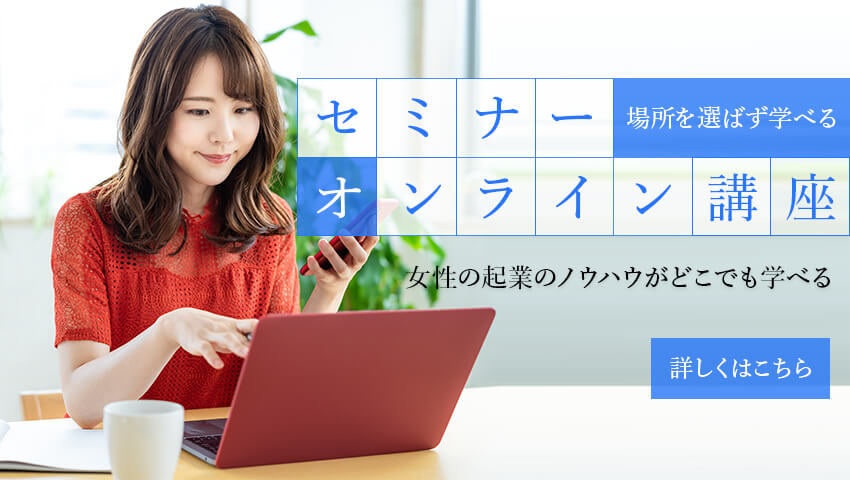 セミナー 場所を選ばず学べる
オンライン講座
女性の起業のノウハウがどこでも学べる
詳しくはこちら